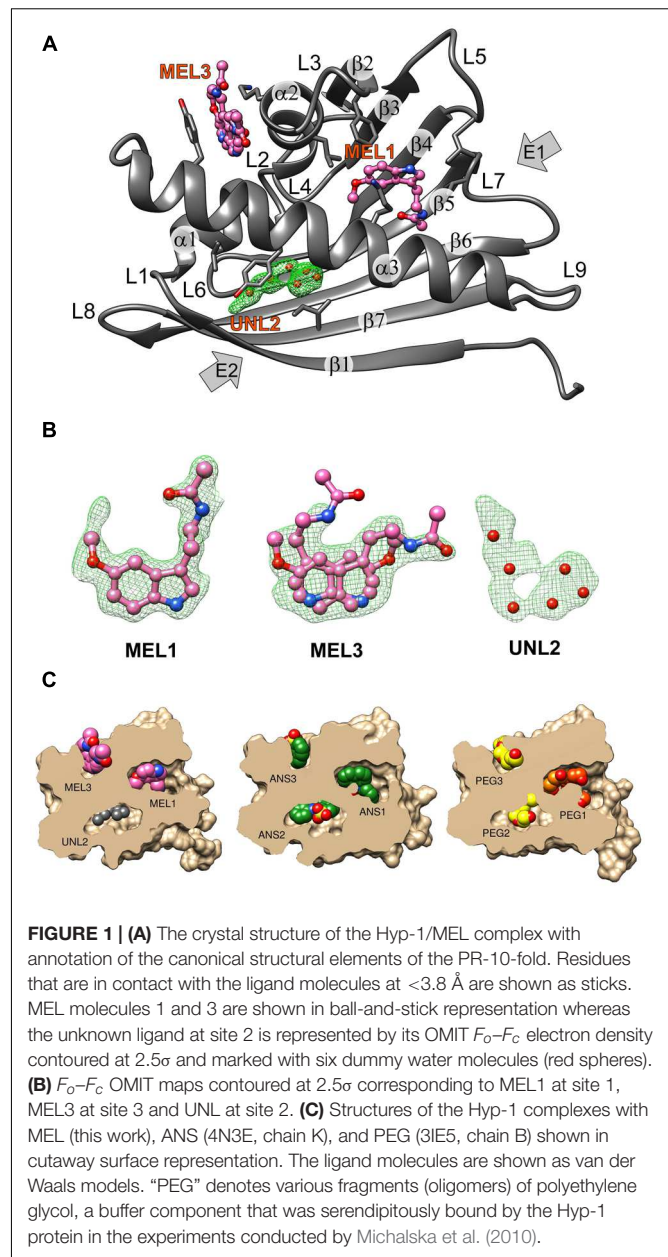 A
MEL3
L3
β2
L5
α2
β3
MEL1
E1
L2
β4
L4
L7
β5
α1
β6
L1
L6
α3
L9
L8
UNL2
β7
E2
β1
B
MEL1
MEL3
UNL2
C
MEL3
MEL1
UNL2
ANS3
ANS1
ANS2
PEG3
PEG1
PEG2
FIGURE 1 | (A) The crystal structure of the Hyp-1/MEL complex with
annotation of the canonical structural elements of the PR-10-fold. Residues
that are in contact with the ligand molecules at <3.8 Å are shown as sticks.
MEL molecules 1 and 3 are shown in ball-and-stick representation whereas
the unknown ligand at site 2 is represented by its OMIT Fo–Fc electron density
contoured at 2.5σ and marked with six dummy water molecules (red spheres).
(B) Fo–Fc OMIT maps contoured at 2.5σ corresponding to MEL1 at site 1,
MEL3 at site 3 and UNL at site 2. (C) Structures of the Hyp-1 complexes with
MEL (this work), ANS (4N3E, chain K), and PEG (3IE5, chain B) shown in
cutaway surface representation. The ligand molecules are shown as van der
Waals models. “PEG” denotes various fragments (oligomers) of polyethylene
glycol, a buffer component that was serendipitously bound by the Hyp-1
protein in the experiments conducted by Michalska et al. (2010).